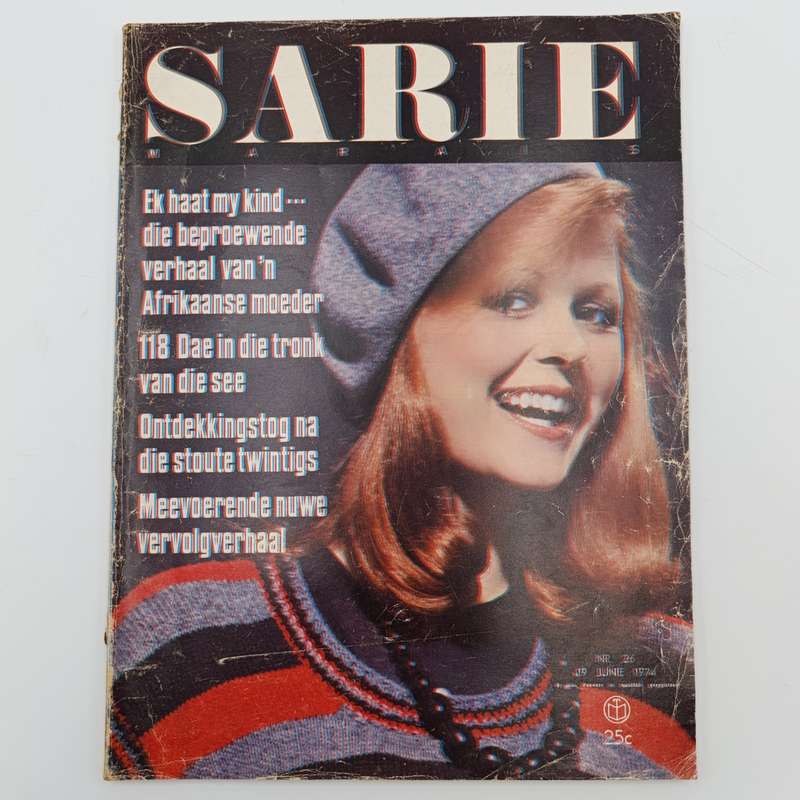 SARIE
MARAIS
Ek haat my kind ...
die beproewende
verhaal van 'n
Afrikaanse moeder
118 Dae in die tronk
van die see
Ontdekkingstog na
die stoute twintigs
Meevoerende nuwe
vervolgverhaal
NR. 26
19 JUNIE 1974
25c